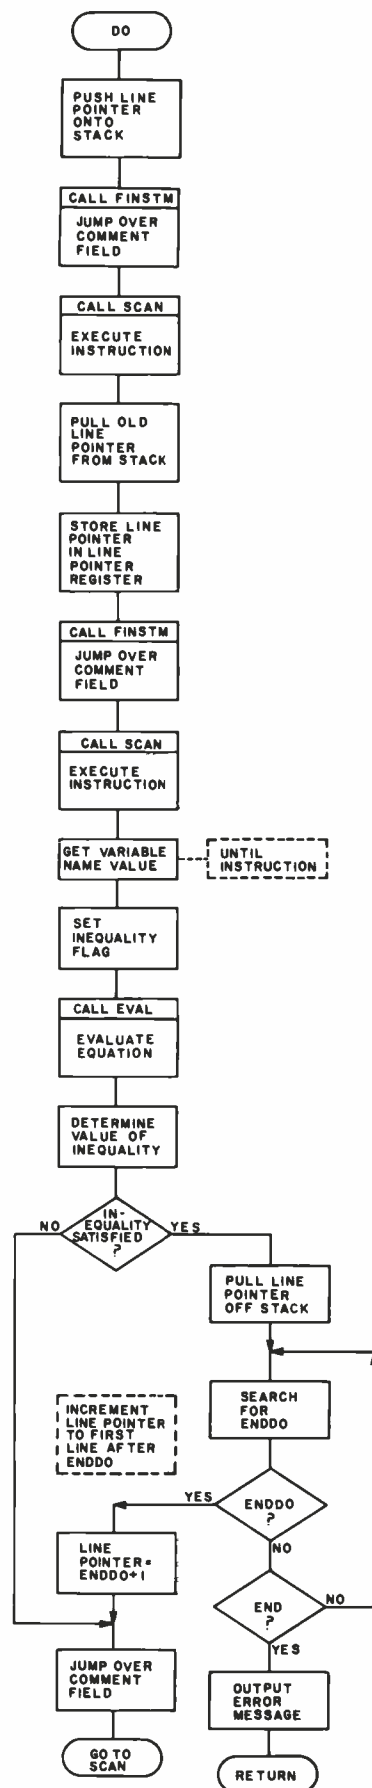 DO
PUSH LINE
POINTER
ONTO
STACK
CALL FINSTM
JUMP OVER
COMMENT
FIELD
CALL SCAN
EXECUTE
INSTRUCTION
PULL OLD
LINE
POINTER
FROM STACK
STORE LINE
POINTER
IN LINE
POINTER
REGISTER
CALL FINSTM
JUMP OVER
COMMENT
FIELD
CALL SCAN
EXECUTE
INSTRUCTION
GET VARIABLE
NAME VALUE
UNTIL
INSTRUCTION
SET
INEQUALITY
FLAG
CALL EVAL
EVALUATE
EQUATION
DETERMINE
VALUE OF
INEQUALITY
NO
IN-
EQUALITY
SATISFIED
?
YES
PULL LINE
POINTER
OFF STACK
INCREMENT
LINE POINTER
TO FIRST
LINE AFTER
ENDDO
SEARCH
FOR
ENDDO
YES
ENDDO
?
NO
LINE
POINTER=
ENDDO+1
END
?
NO
YES
JUMP OVER
COMMENT
FIELD
OUTPUT
ERROR
MESSAGE
GO TO
SCAN
RETURN